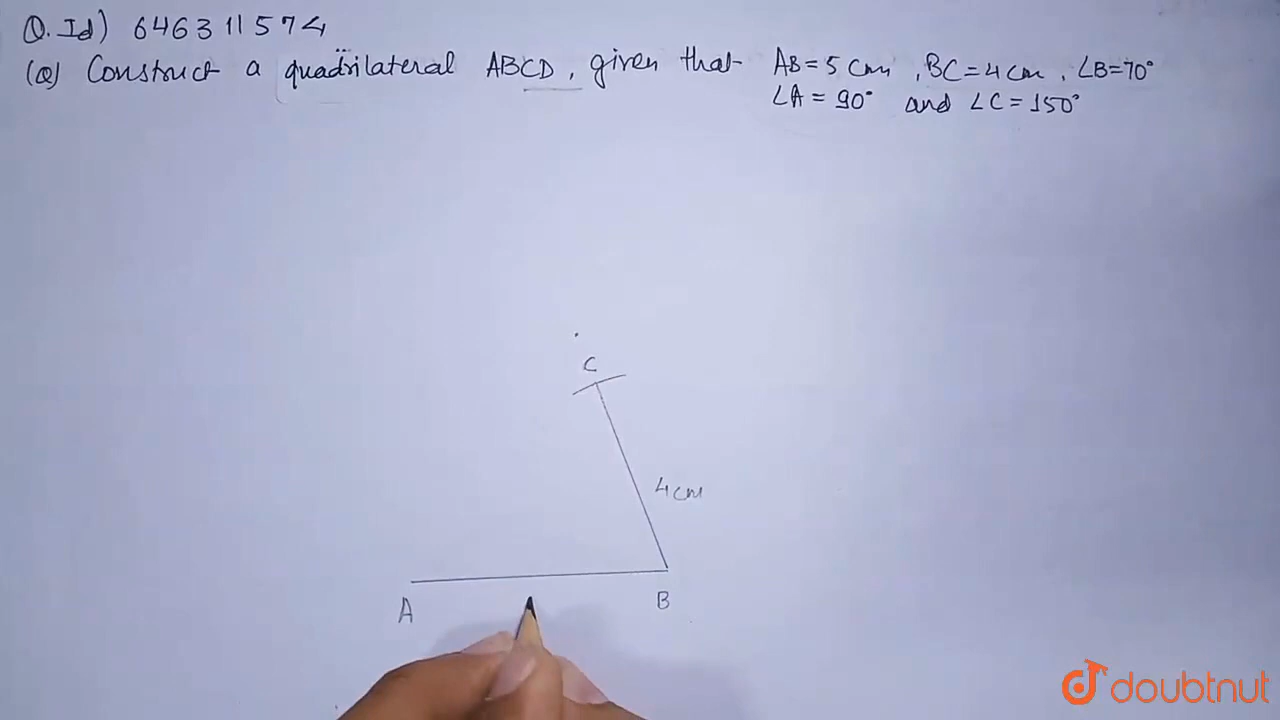 Q.Id) 646311574
(Q) Construct a quadrilateral ABCD, given that AB = 5 cm, BC = 4 cm, ∠B = 70°
∠A = 90° and ∠C = 150°
C
4 cm
A
B
doubtnut